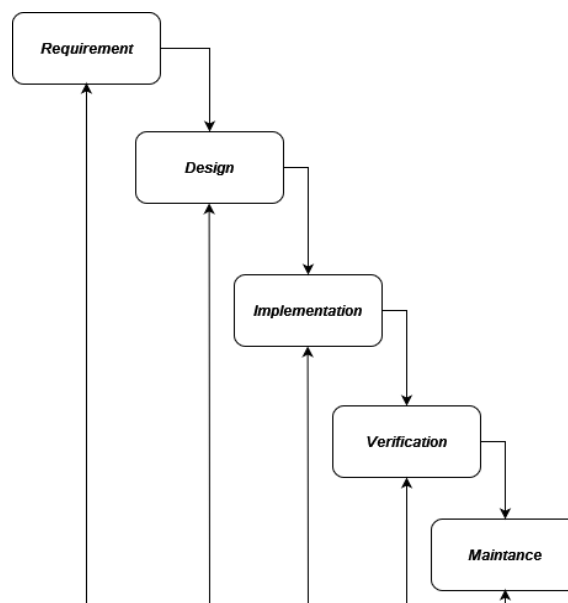 Requirement
Design
Implementation
Verification
Maintance